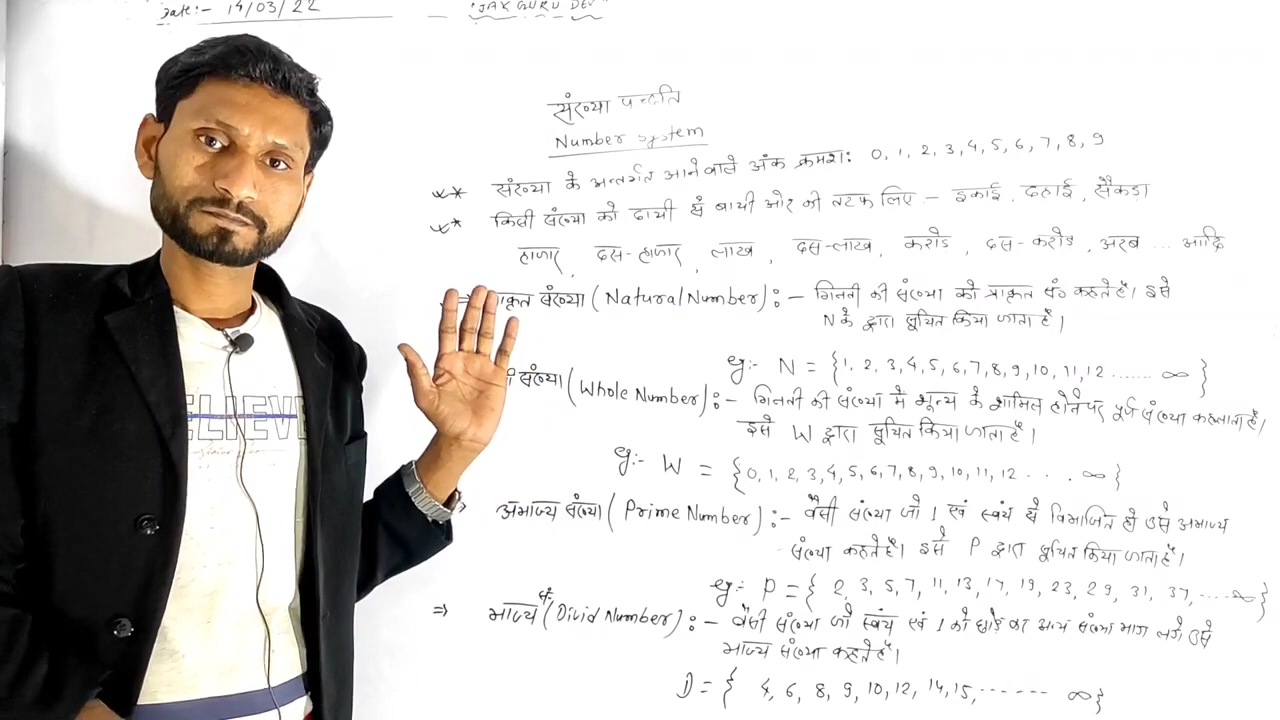 Date:- 14/03/22 "JAY GURU DEV"
संख्या पद्धति
Number System
* संख्या के अन्तर्गत आने वाले अंक क्रमशः 0, 1, 2, 3, 4, 5, 6, 7, 8, 9
* किसी संख्या को दायी से बायी ओर की तरफ लिए - इकाई, दहाई, सैकडा
हजार, दस-हजार, लाख, दस-लाख, करोड, दस-करोड, अरब ... आदि
संख्या (Natural Number) :- गिनती की संख्या को प्राकृत सं० कहते हैं। इसे
N के द्वारा सूचित किया जाता है।
eg:- N = {1, 2, 3, 4, 5, 6, 7, 8, 9, 10, 11, 12 ....... ∞ }
संख्या (Whole Number) :- गिनती की संख्या मे शून्य के शामिल होने पर पूर्ण संख्या कहलाता है।
इसे W द्वारा सूचित किया जाता है।
eg:- W = {0, 1, 2, 3, 4, 5, 6, 7, 8, 9, 10, 11, 12 . . . ∞ }
⇒ अभाज्य संख्या (Prime Number) :- वैसी संख्या जो 1 एवं स्वयं से विभाजित हो उसे अभाज्य
संख्या कहते हैं। इसे P द्वारा सूचित किया जाता है।
eg:- P = { 2, 3, 5, 7, 11, 13, 17, 19, 23, 29, 31, 37, ..... ∞ }
⇒ भाज्य सं. (Divid Number) :- वैसी संख्या जो स्वंय एवं 1 को छोड़ कर अन्य संख्या भाग लगे उसे
भाज्य संख्या कहते हैं।
D = { 4, 6, 8, 9, 10, 12, 14, 15, ------- ∞ }
ELIEVE